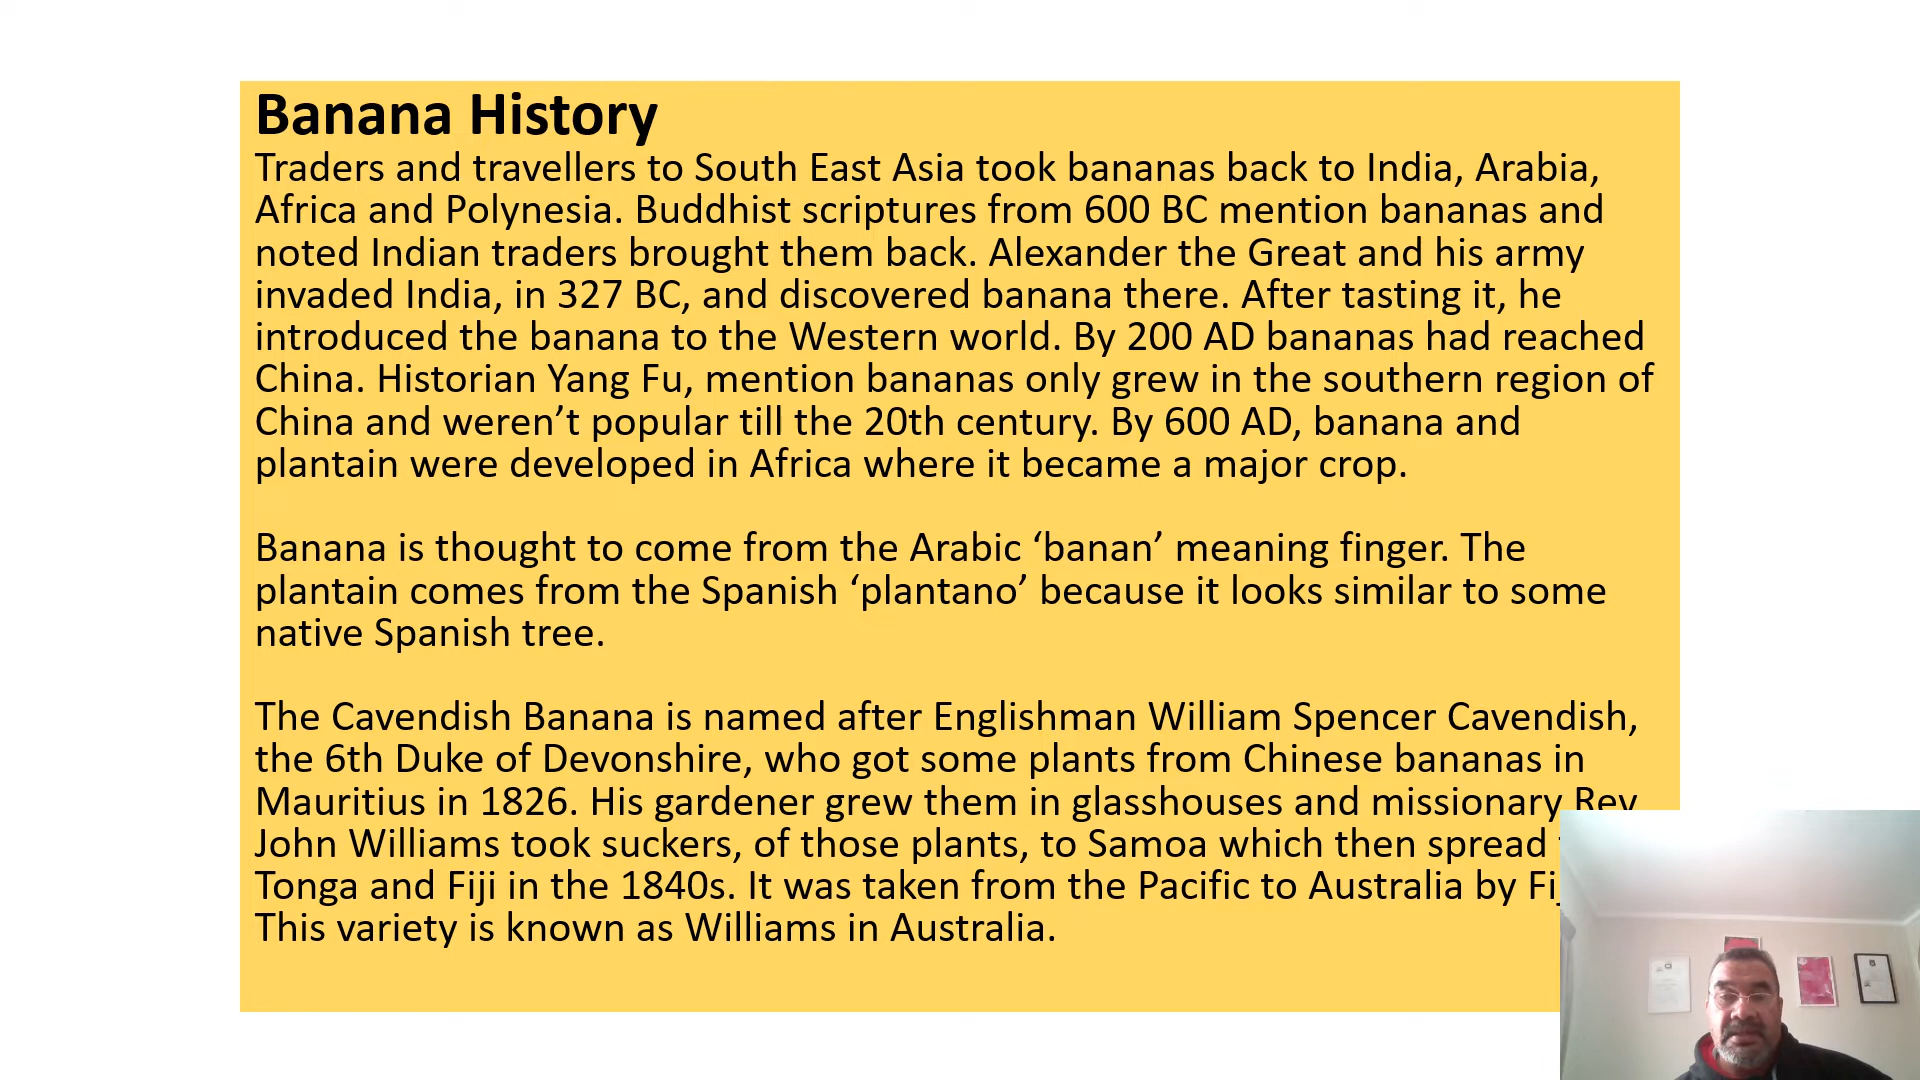 Banana History
Traders and travellers to South East Asia took bananas back to India, Arabia,
Africa and Polynesia. Buddhist scriptures from 600 BC mention bananas and
noted Indian traders brought them back. Alexander the Great and his army
invaded India, in 327 BC, and discovered banana there. After tasting it, he
introduced the banana to the Western world. By 200 AD bananas had reached
China. Historian Yang Fu, mention bananas only grew in the southern region of
China and weren’t popular till the 20th century. By 600 AD, banana and
plantain were developed in Africa where it became a major crop.
Banana is thought to come from the Arabic ‘banan’ meaning finger. The
plantain comes from the Spanish ‘plantano’ because it looks similar to some
native Spanish tree.
The Cavendish Banana is named after Englishman William Spencer Cavendish,
the 6th Duke of Devonshire, who got some plants from Chinese bananas in
Mauritius in 1826. His gardener grew them in glasshouses and missionary Rev
John Williams took suckers, of those plants, to Samoa which then spread
Tonga and Fiji in the 1840s. It was taken from the Pacific to Australia by
This variety is known as Williams in Australia.